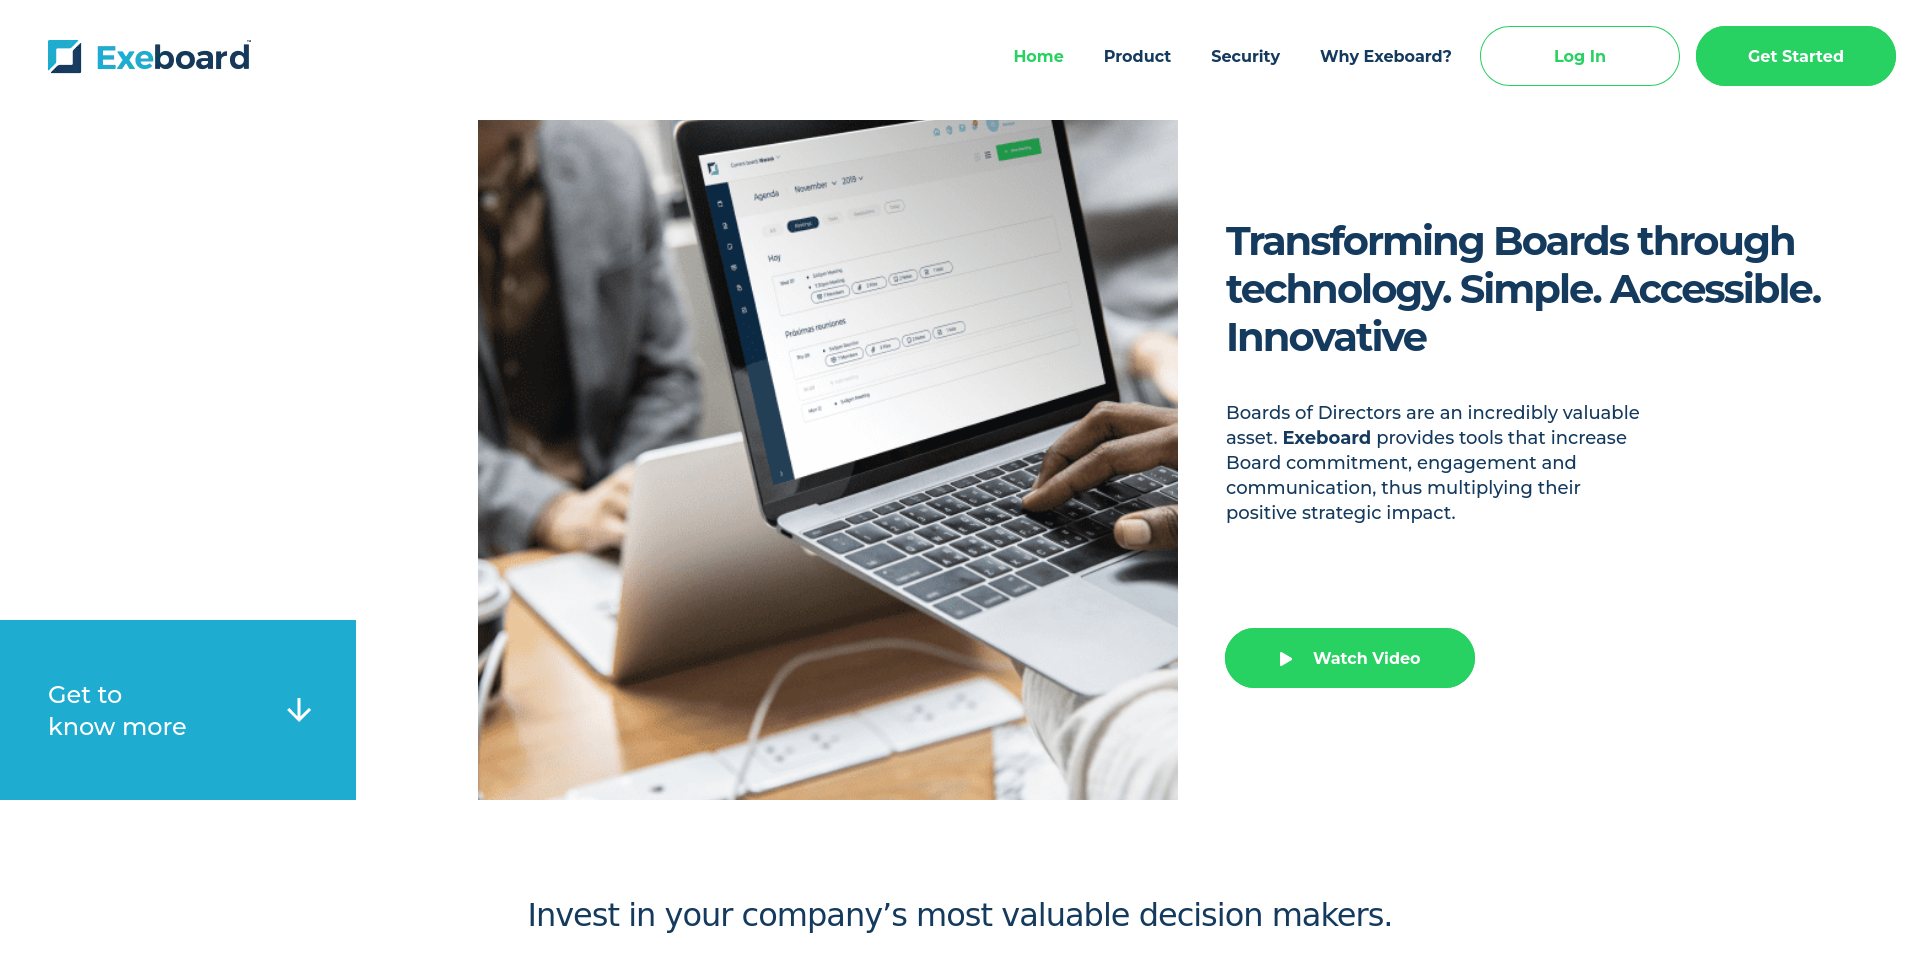 Exeboard™
Home Product Security Why Exeboard? Log In Get Started
Agenda November 2019
Hoy
Próximas reuniones
Transforming Boards through
technology. Simple. Accessible.
Innovative
Boards of Directors are an incredibly valuable
asset. Exeboard provides tools that increase
Board commitment, engagement and
communication, thus multiplying their
positive strategic impact.
Watch Video
Get to
know more
Invest in your company’s most valuable decision makers.